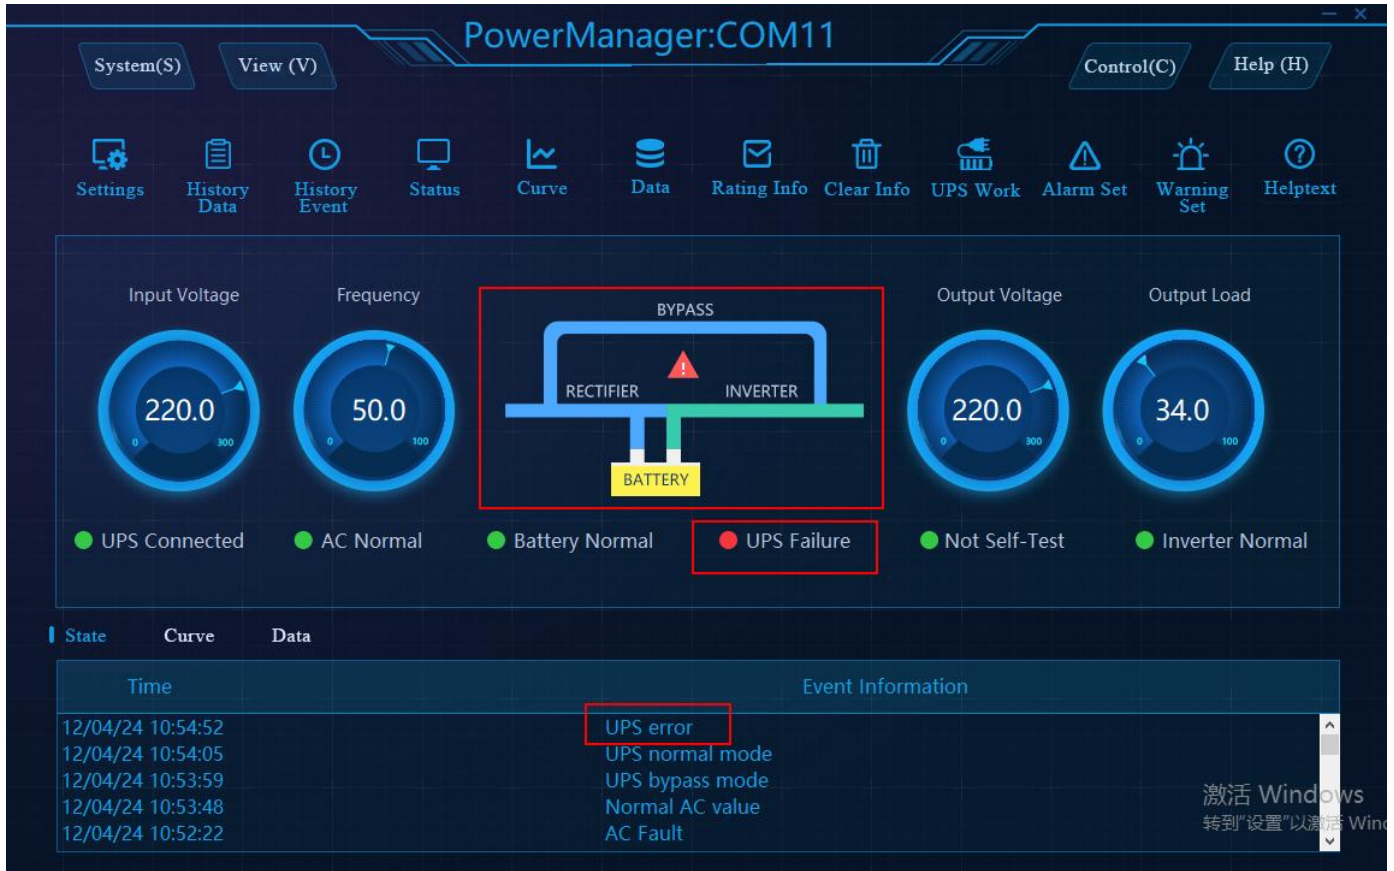 PowerManager:COM11
System(S)
View (V)
Control(C)
Help (H)
Settings
History
Data
History
Event
Status
Curve
Data
Rating Info
Clear Info
UPS Work
Alarm Set
Warning
Set
Helptext
Input Voltage
220.0
0
300
Frequency
50.0
0
100
BYPASS
RECTIFIER
INVERTER
BATTERY
Output Voltage
220.0
0
300
Output Load
34.0
0
100
UPS Connected
AC Normal
Battery Normal
UPS Failure
Not Self-Test
Inverter Normal
State
Curve
Data
Time
Event Information
12/04/24 10:54:52 UPS error
12/04/24 10:54:05 UPS normal mode
12/04/24 10:53:59 UPS bypass mode
12/04/24 10:53:48 Normal AC value
12/04/24 10:52:22 AC Fault
激活 Windows
转到"设置"以激活 Wind